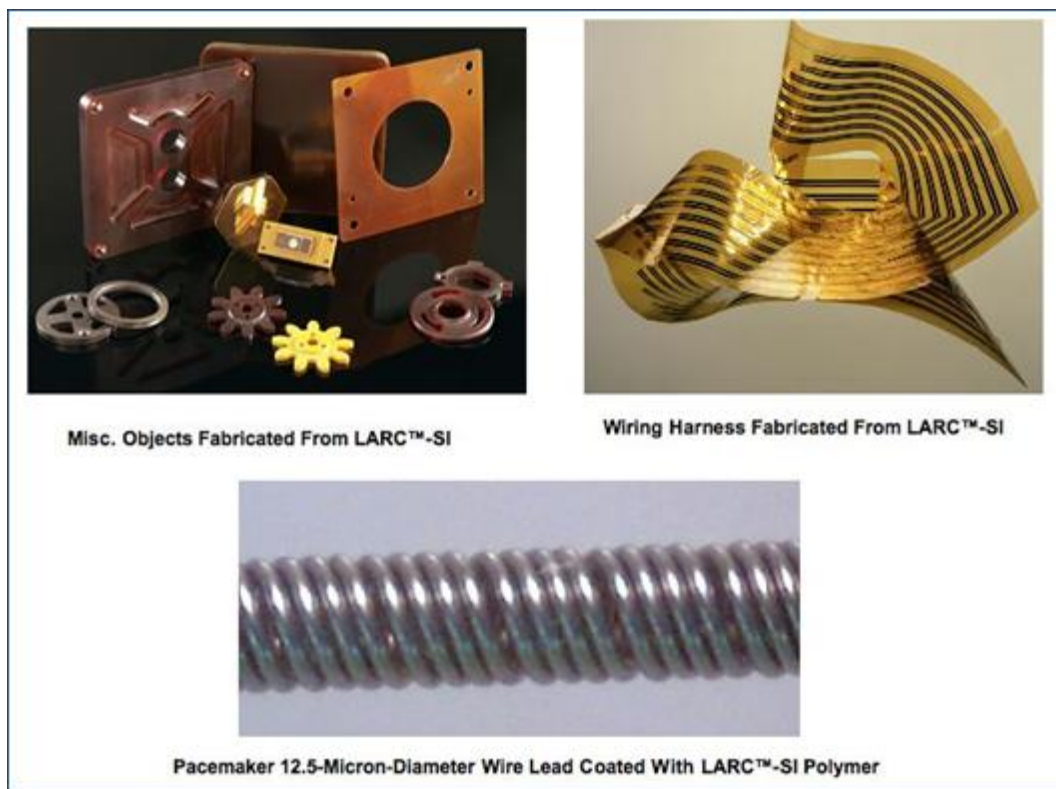 Misc. Objects Fabricated From LARC™-SI
Wiring Harness Fabricated From LARC™-SI
Pacemaker 12.5-Micron-Diameter Wire Lead Coated With LARC™-SI Polymer